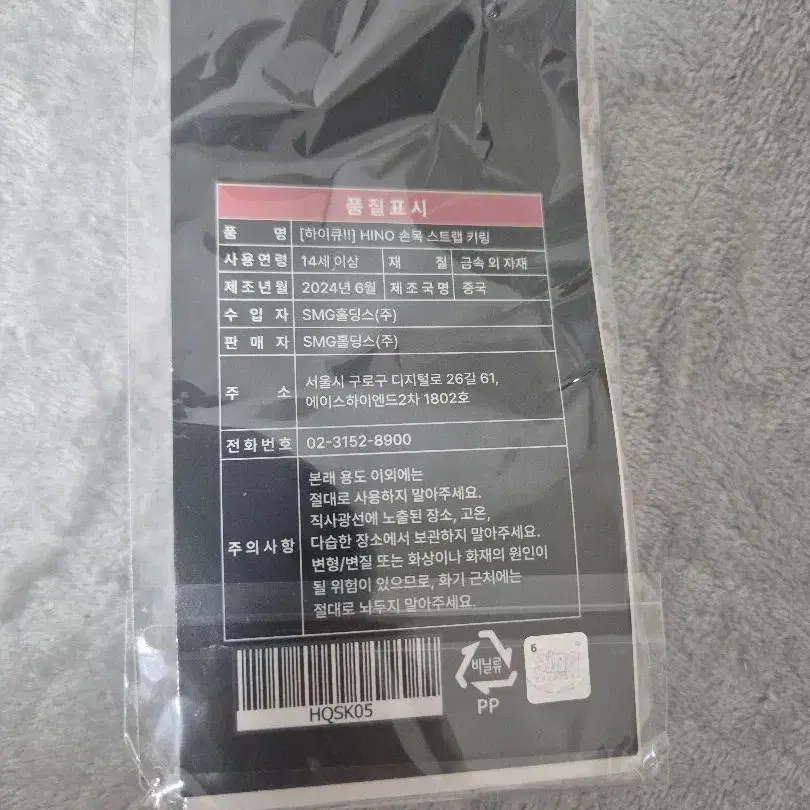 품질표시
품 명 [하이큐!!] HINO 손목 스트랩 키링
사용연령 14세 이상 재 질 금속 외 자재
제조년월 2024년 6월 제조국명 중국
수입자 SMG홀딩스(주)
판매자 SMG홀딩스(주)
주 소 서울시 구로구 디지털로 26길 61,
에이스하이엔드2차 1802호
전화번호 02-3152-8900
주의사항 본래 용도 이외에는
절대로 사용하지 말아주세요.
직사광선에 노출된 장소, 고온,
다습한 장소에서 보관하지 말아주세요.
변형/변질 또는 화상이나 화재의 원인이
될 위험이 있으므로, 화기 근처에는
절대로 놔두지 말아주세요.
HQSK05
비닐류
PP
6